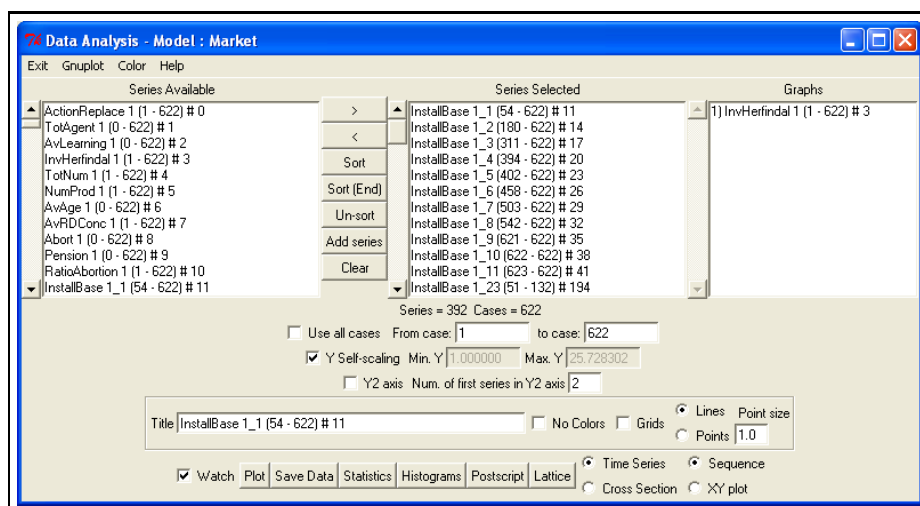 Data Analysis - Model : Market
Exit Gnuplot Color Help
Series Available
Series Selected
Graphs
ActionReplace 1 (1 - 622) # 0
TotAgent 1 (0 - 622) # 1
AvLearning 1 (0 - 622) # 2
InvHerfindal 1 (1 - 622) # 3
TotNum 1 (1 - 622) # 4
NumProd 1 (1 - 622) # 5
AvAge 1 (0 - 622) # 6
AvRDConc 1 (1 - 622) # 7
Abort 1 (0 - 622) # 8
Pension 1 (0 - 622) # 9
RatioAbortion 1 (1 - 622) # 10
InstallBase 1_1 (54 - 622) # 11
>
<
Sort
Sort (End)
Un-sort
Add series
Clear
InstallBase 1_1 (54 - 622) # 11
InstallBase 1_2 (180 - 622) # 14
InstallBase 1_3 (311 - 622) # 17
InstallBase 1_4 (394 - 622) # 20
InstallBase 1_5 (402 - 622) # 23
InstallBase 1_6 (458 - 622) # 26
InstallBase 1_7 (503 - 622) # 29
InstallBase 1_8 (542 - 622) # 32
InstallBase 1_9 (621 - 622) # 35
InstallBase 1_10 (622 - 622) # 38
InstallBase 1_11 (623 - 622) # 41
InstallBase 1_23 (51 - 132) # 194
1) InvHerfindal 1 (1 - 622) # 3
Series = 392 Cases = 622
Use all cases From case: 1 to case: 622
Y Self-scaling Min. Y 1.000000 Max. Y 25.728302
Y2 axis Num. of first series in Y2 axis 2
Title InstallBase 1_1 (54 - 622) # 11 No Colors Grids
Lines Point size
Points 1.0
Watch Plot Save Data Statistics Histograms Postscript Lattice
Time Series Sequence
Cross Section XY plot